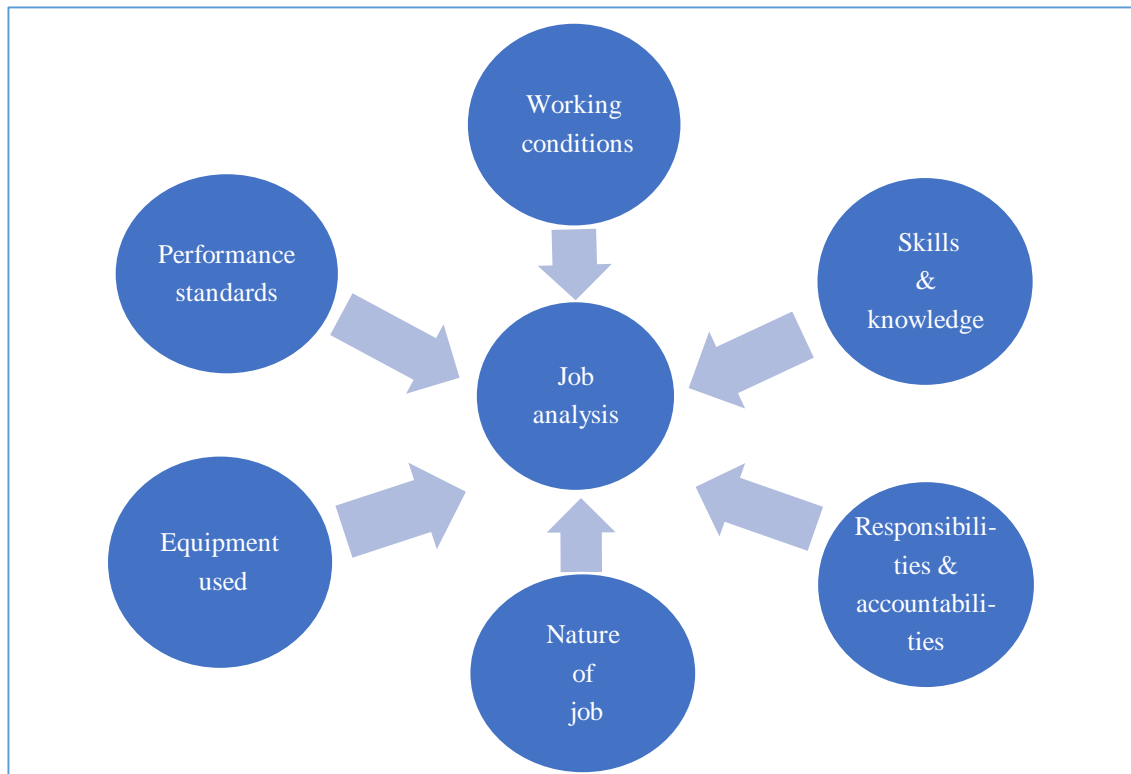 Working
conditions
Performance
standards
Skills
&
knowledge
Job
analysis
Equipment
used
Responsibili-
ties &
accountabili-
ties
Nature
of
job